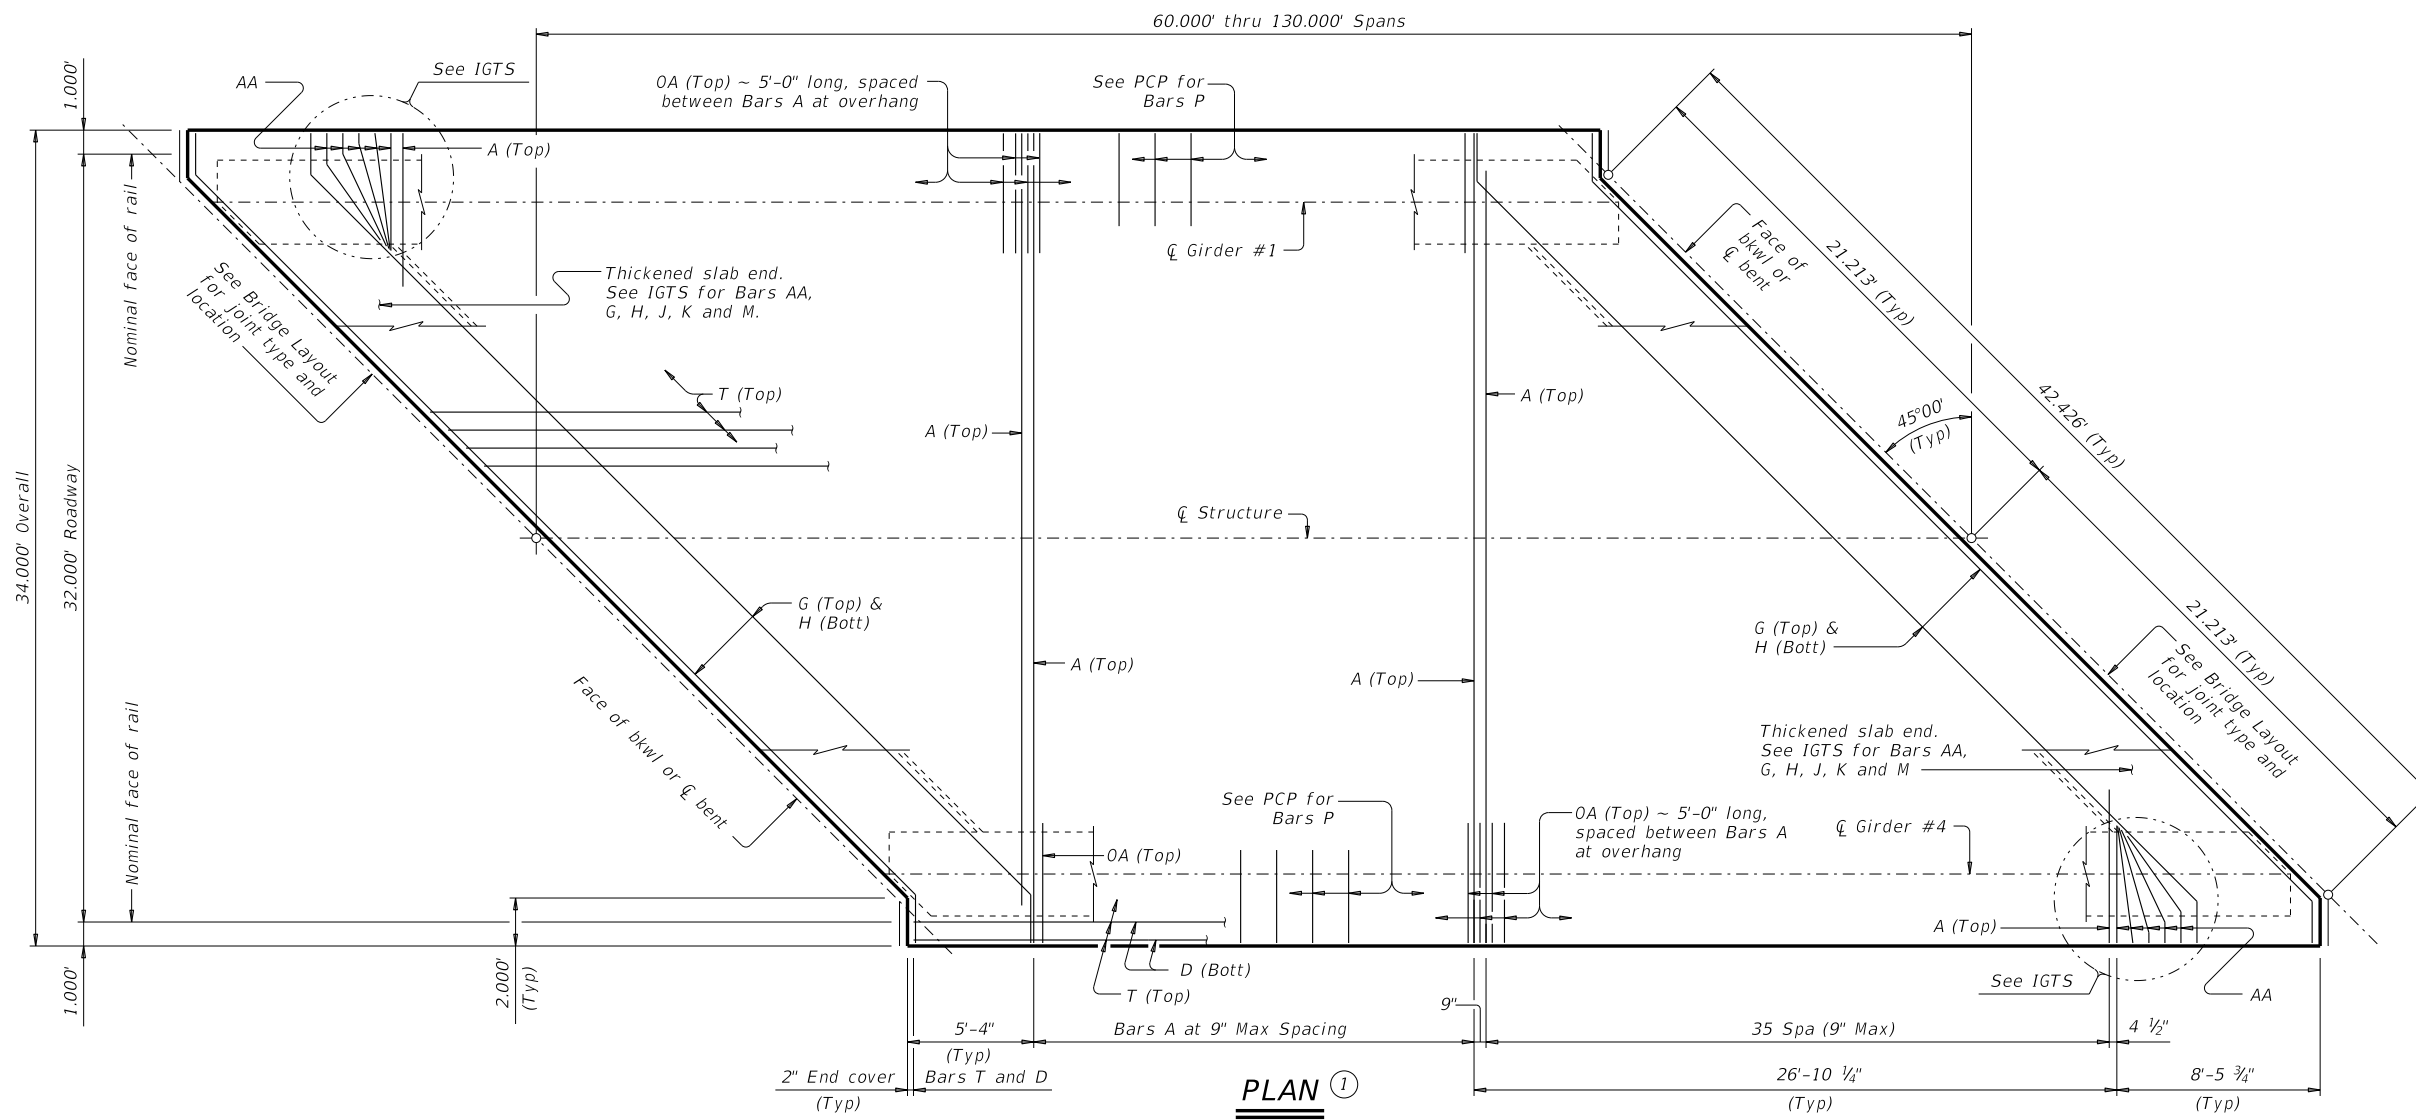 60.000' thru 130.000' Spans
1.000'
AA
See IGTS
OA (Top) ~ 5'-0" long, spaced
between Bars A at overhang
See PCP for
Bars P
A (Top)
Nominal face of rail
℄ Girder #1
Face of
bkwl or
℄ bent
21.213' (Typ)
42.426' (Typ)
See Bridge Layout
for joint type and
location
Thickened slab end.
See IGTS for Bars AA,
G, H, J, K and M.
T (Top)
A (Top)
A (Top)
45°00'
(Typ)
34.000' Overall
32.000' Roadway
℄ Structure
G (Top) &
H (Bott)
G (Top) &
H (Bott)
21.213' (Typ)
A (Top)
A (Top)
See Bridge Layout
for joint type and
location
Face of bkwl or ℄ bent
Nominal face of rail
Thickened slab end.
See IGTS for Bars AA,
G, H, J, K and M
See PCP for
Bars P
OA (Top) ~ 5'-0" long,
spaced between Bars A
at overhang
℄ Girder #4
OA (Top)
A (Top)
1.000'
2.000'
(Typ)
D (Bott)
T (Top)
See IGTS
AA
9"
5'-4"
(Typ)
Bars A at 9" Max Spacing
35 Spa (9" Max)
4 ½"
2" End cover
(Typ)
Bars T and D
26'-10 ¼"
(Typ)
8'-5 ¾"
(Typ)
PLAN 1